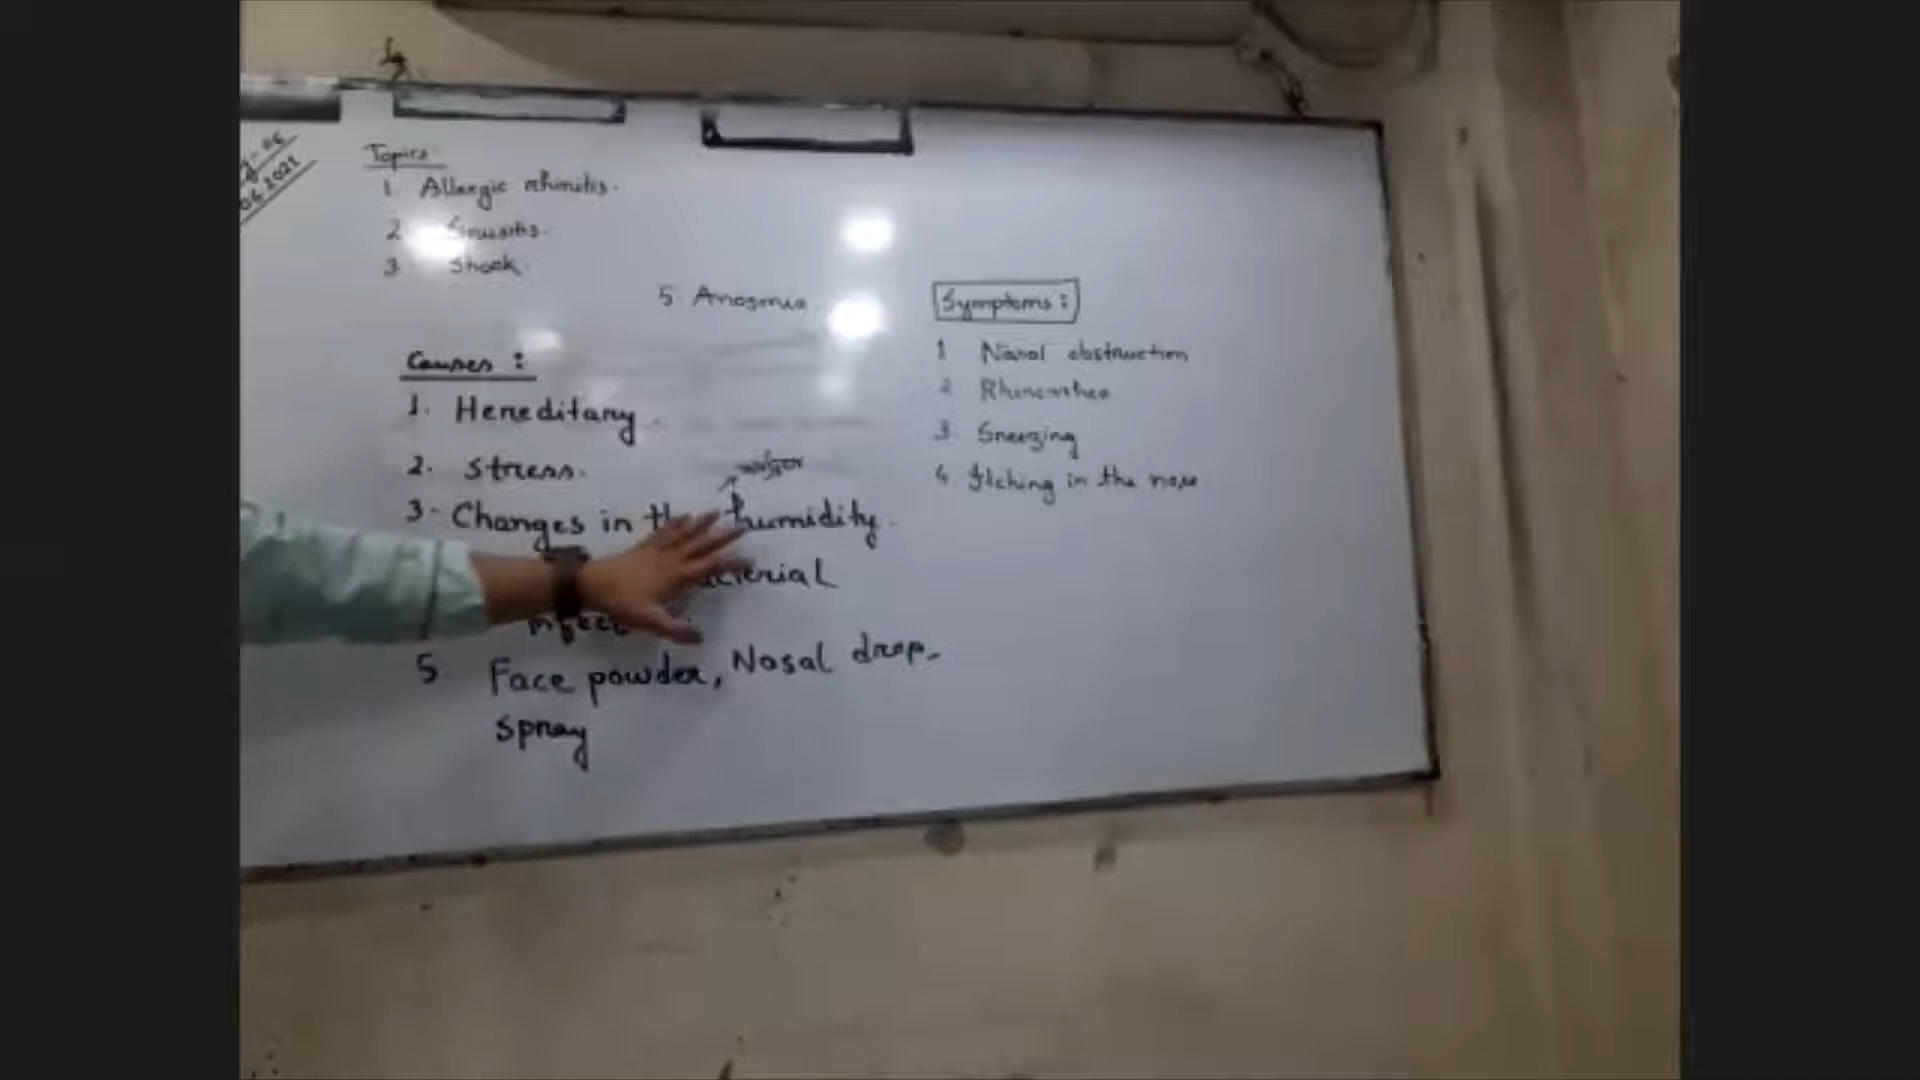 06 2021
Topics
1 Allergic rhinitis.
2 Sinusitis.
3 Shock.
5 Anosmia
Causes :
1. Hereditary.
2. Stress.
3. Changes in the humidity.
5 Face powder, Nasal drop.
spray
Symptoms :
1 Nasal obstruction
2 Rhinorrhea
3 Sneezing
4 Itching in the nose